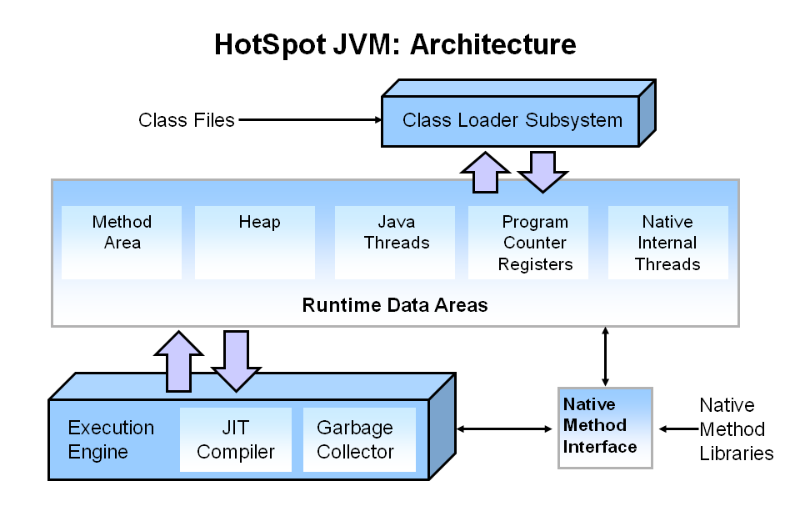 HotSpot JVM: Architecture
Class Files
Class Loader Subsystem
Method
Area
Heap
Java
Threads
Program
Counter
Registers
Native
Internal
Threads
Runtime Data Areas
Execution
Engine
JIT
Compiler
Garbage
Collector
Native
Method
Interface
Native
Method
Libraries